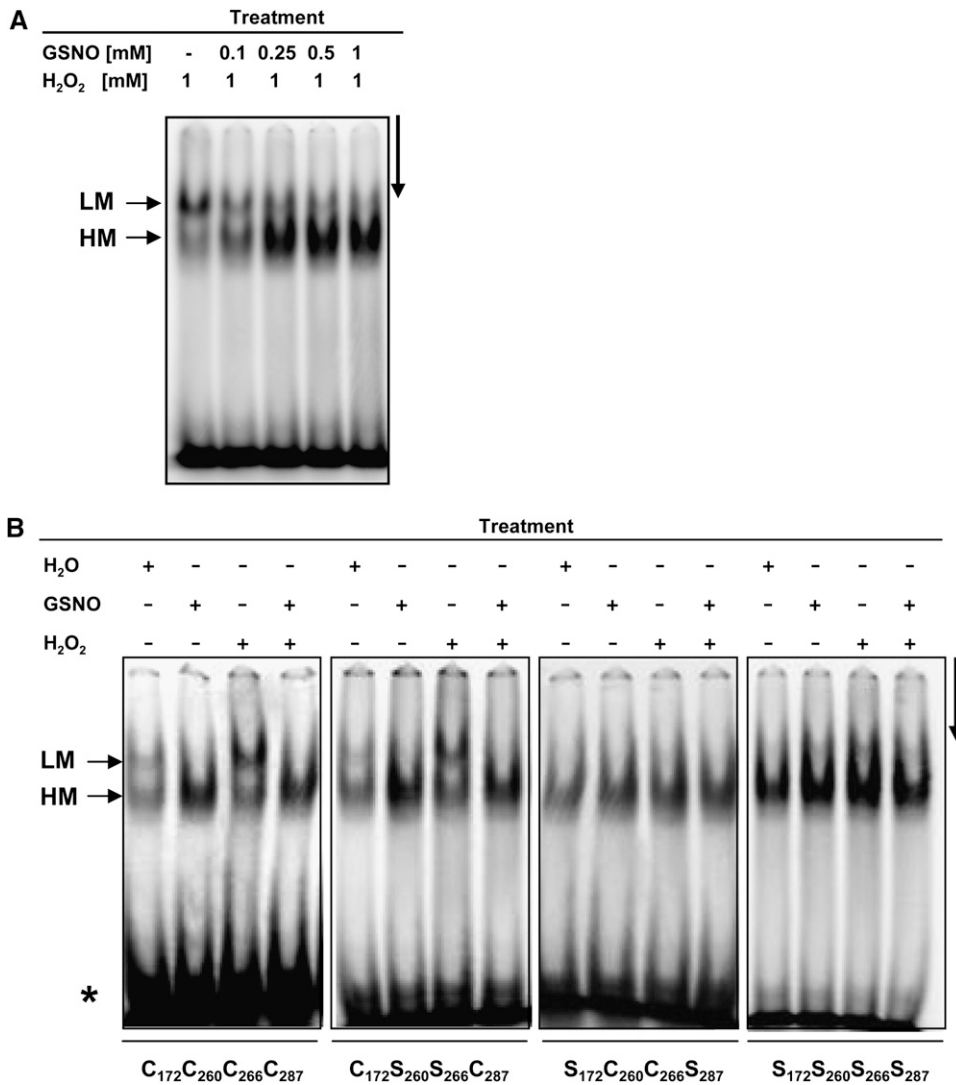 A
Treatment
GSNO [mM] - 0.1 0.25 0.5 1
H₂O₂ [mM] 1 1 1 1 1
LM
HM
B
Treatment
H₂O + - - - + - - - + - - - + - - -
GSNO - + - + - + - + - + - + - + - +
H₂O₂ - - + + - - + + - - + + - - + +
LM
HM
*
C₁₇₂C₂₆₀C₂₆₆C₂₈₇ C₁₇₂S₂₆₀S₂₆₆C₂₈₇ S₁₇₂C₂₆₀C₂₆₆S₂₈₇ S₁₇₂S₂₆₀S₂₆₆S₂₈₇